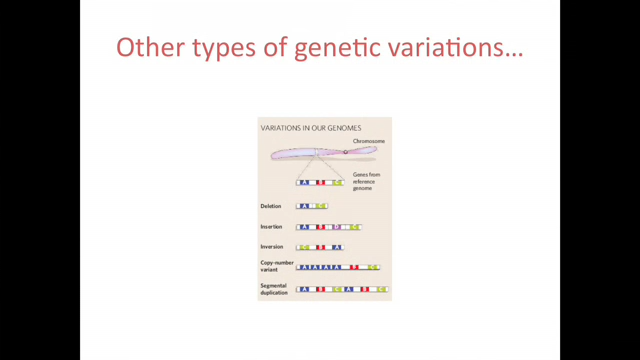 Other types of genetic variations…
VARIATIONS IN OUR GENOMES
Chromosome
Genes from
reference
genome
A B C
Deletion
A C
Insertion
A B D C
Inversion
C B A
Copy-number
variant
A A A A B C
Segmental
duplication
A B C A B C